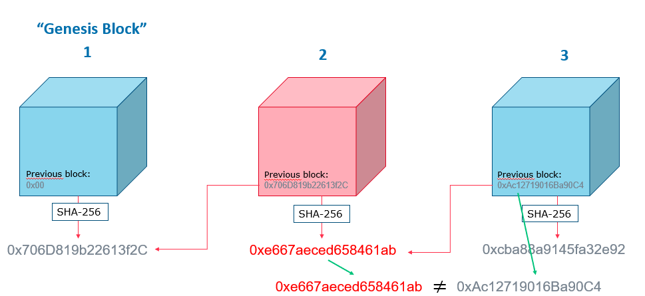 “Genesis Block”
1
2
3
Previous block:
0x00
Previous block:
0x706D819b22613f2C
Previous block:
0xAc12719016Ba90C4
SHA-256
SHA-256
SHA-256
0x706D819b22613f2C
0xe667aeced658461ab
0xcba88a9145fa32e92
0xe667aeced658461ab ≠ 0xAc12719016Ba90C4